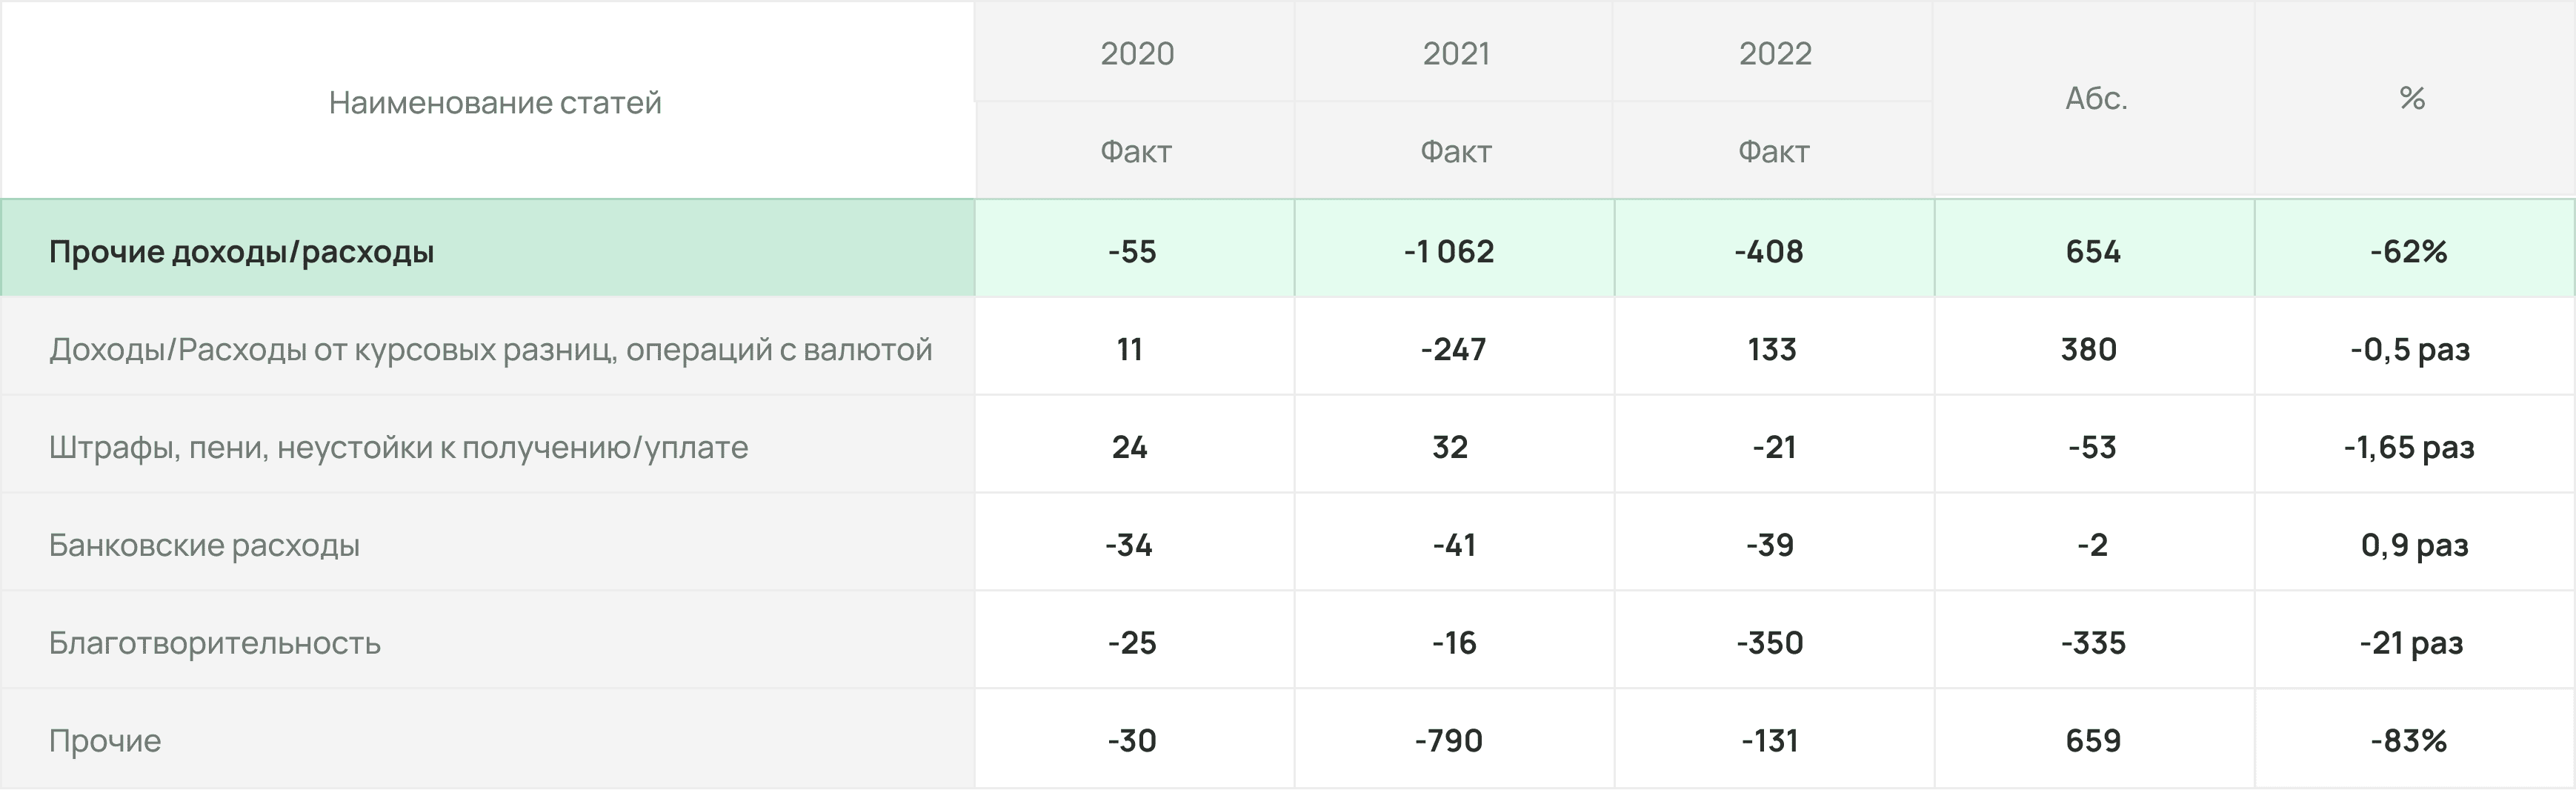 Наименование статей 2020 2021 2022 Абс. %
Факт Факт Факт
Прочие доходы/расходы -55 -1 062 -408 654 -62%
Доходы/Расходы от курсовых разниц, операций с валютой 11 -247 133 380 -0,5 раз
Штрафы, пени, неустойки к получению/уплате 24 32 -21 -53 -1,65 раз
Банковские расходы -34 -41 -39 -2 0,9 раз
Благотворительность -25 -16 -350 -335 -21 раз
Прочие -30 -790 -131 659 -83%